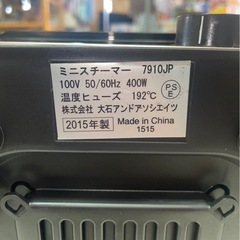 ミニスチーマー 7910JP
100V 50/60Hz 400W
温度ヒューズ 192℃
株式会社 大石アンドアソシエイツ
PSE
2015年製 Made in China
1515